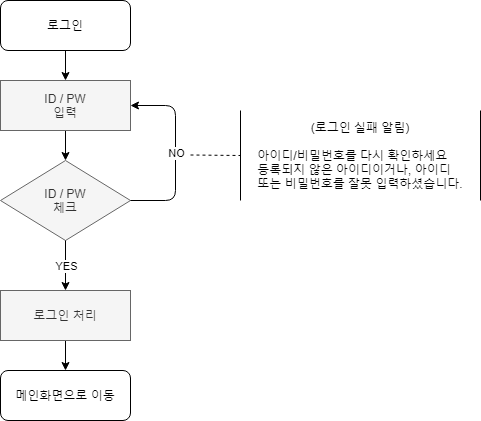 로그인
ID / PW
입력
(로그인 실패 알림)
NO
아이디/비밀번호를 다시 확인하세요
등록되지 않은 아이디이거나, 아이디
또는 비밀번호를 잘못 입력하셨습니다.
ID / PW
체크
YES
로그인 처리
메인화면으로 이동